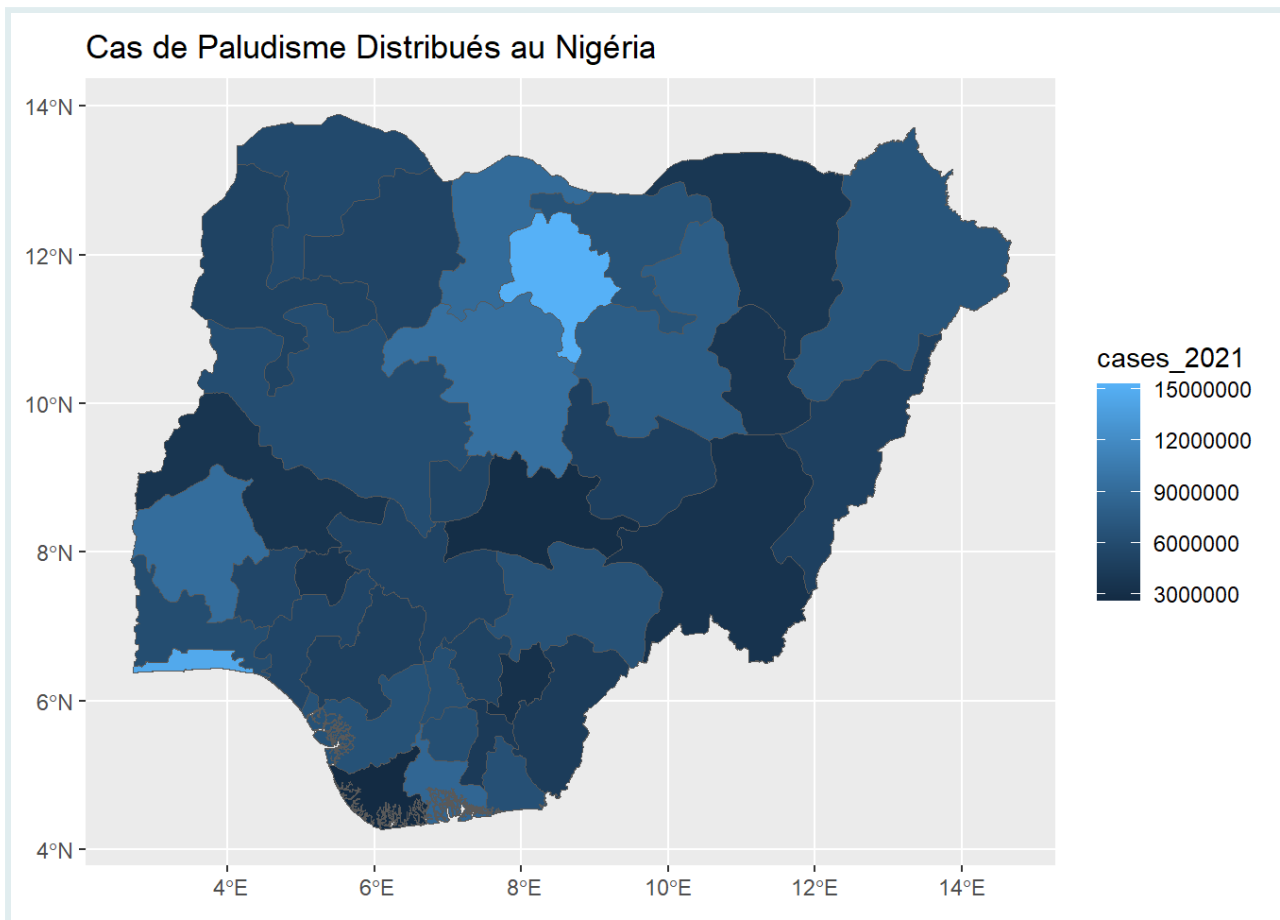 Cas de Paludisme Distribués au Nigéria
14°N
12°N
10°N
8°N
6°N
4°N
4°E 6°E 8°E 10°E 12°E 14°E
cases_2021
15000000
12000000
9000000
6000000
3000000